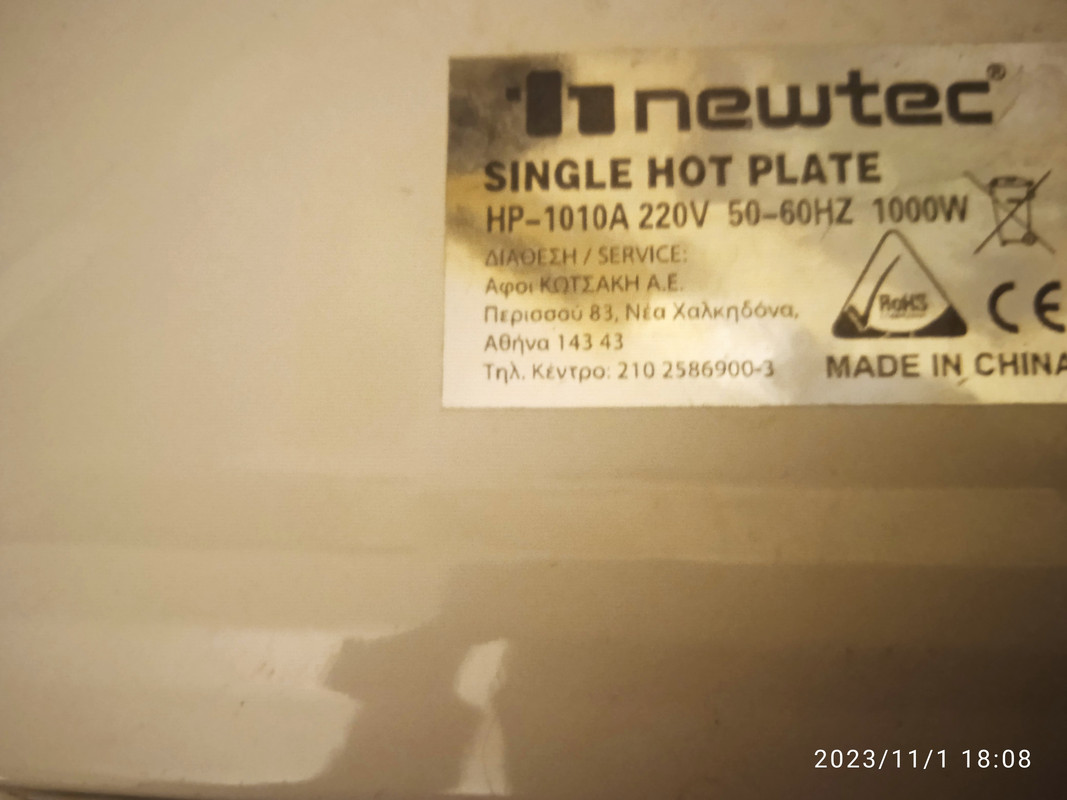 newtec®
SINGLE HOT PLATE
HP-1010A 220V 50-60HZ 1000W
ΔΙΑΘΕΣΗ / SERVICE:
Αφοι ΚΩΤΣΑΚΗ Α.Ε.
Περισσού 83, Νέα Χαλκηδόνα,
Αθήνα 143 43
Τηλ. Κέντρο: 210 2586900-3
RoHS
CE
MADE IN CHINA
2023/11/1 18:08